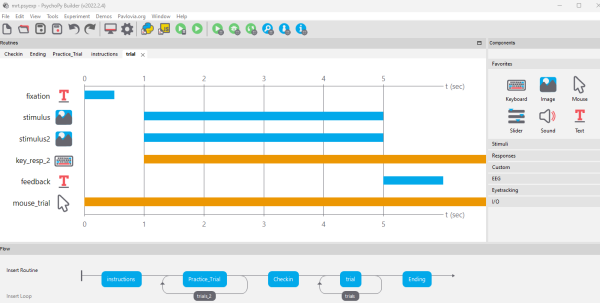 mrt.psyexp - PsychoPy Builder (v2022.2.4)
File Edit View Tools Experiment Demos Pavlovia.org Window Help
Routines
Components
Checkin Ending Practice_Trial instructions trial
Favorites
0 1 2 3 4 5 t (sec)
fixation
stimulus
Keyboard Image Mouse
stimulus2
Slider Sound Text
key_resp_2
Stimuli
Responses
Custom
feedback
EEG
Eyetracking
mouse_trial
I/O
0 1 2 3 4 5 t (sec)
Flow
Insert Routine
instructions Practice_Trial Checkin trial Ending
Insert Loop
trials_2 trials